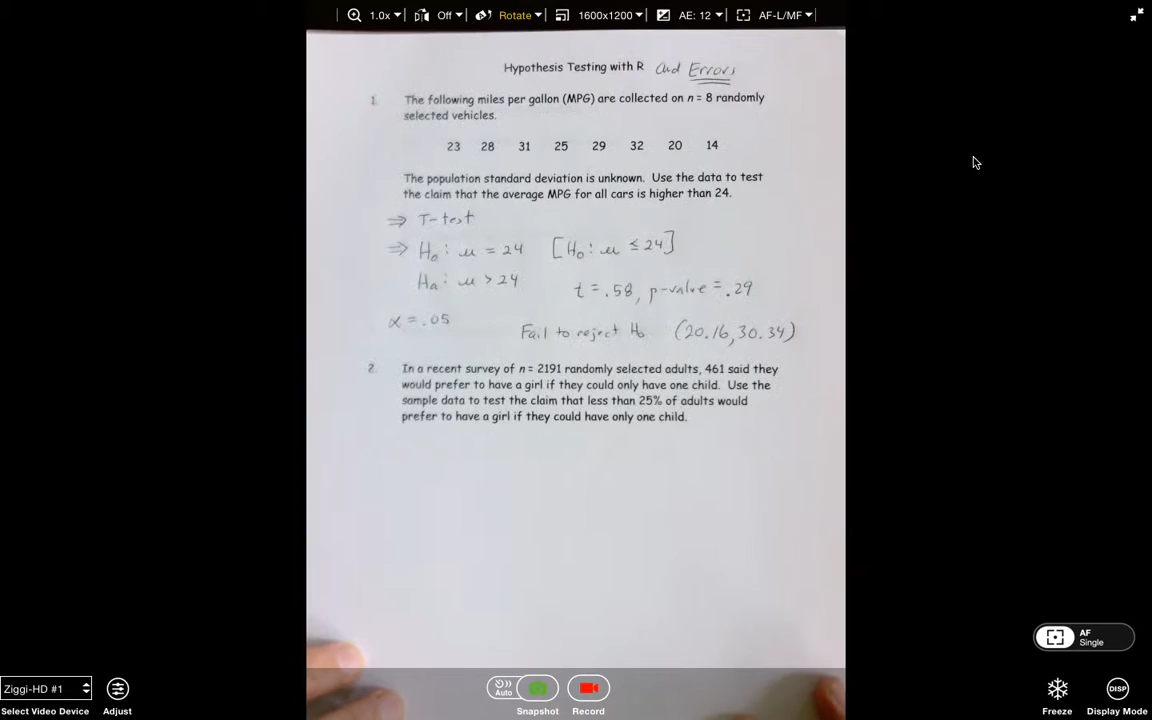 1.0x Off Rotate 1600x1200 AE: 12 AF-L/MF
Hypothesis Testing with R and Errors
1. The following miles per gallon (MPG) are collected on n = 8 randomly
selected vehicles.
23 28 31 25 29 32 20 14
The population standard deviation is unknown. Use the data to test
the claim that the average MPG for all cars is higher than 24.
⇒ T-test
⇒ H₀: μ = 24 [H₀: μ ≤ 24]
Hₐ: μ > 24
t = .58, p-value = .29
α = .05
Fail to reject H₀ (20.16, 30.34)
2. In a recent survey of n = 2191 randomly selected adults, 461 said they
would prefer to have a girl if they could only have one child. Use the
sample data to test the claim that less than 25% of adults would
prefer to have a girl if they could have only one child.
AF
Single
Ziggi-HD #1
Auto
Select Video Device Adjust Snapshot Record
DISP
Freeze Display Mode